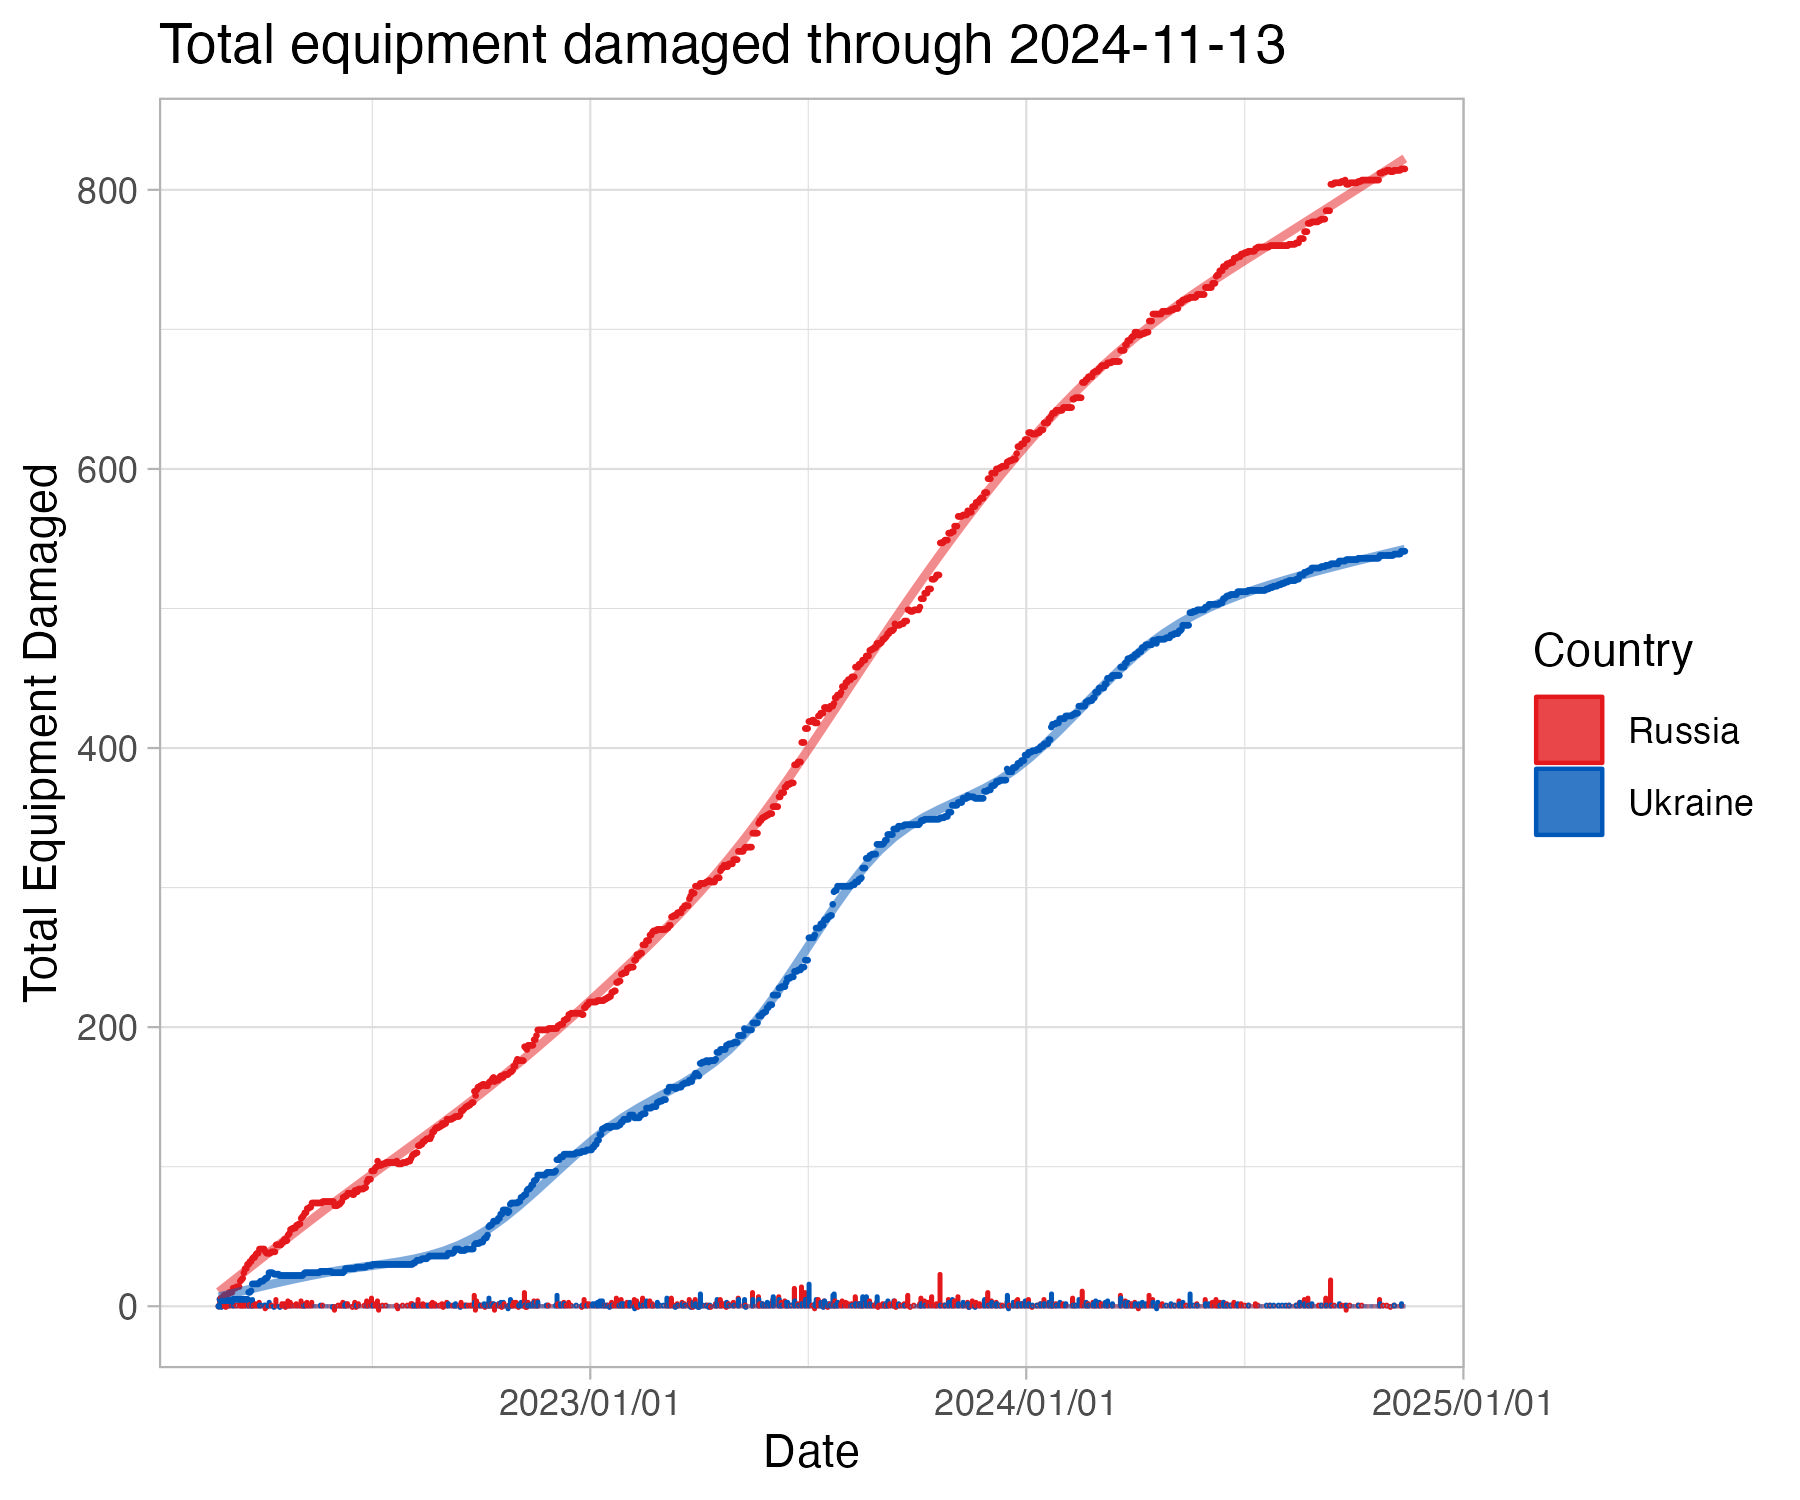 Total equipment damaged through 2024-11-13
Total Equipment Damaged
800
600
400
200
0
2023/01/01
2024/01/01
2025/01/01
Date
Country
Russia
Ukraine